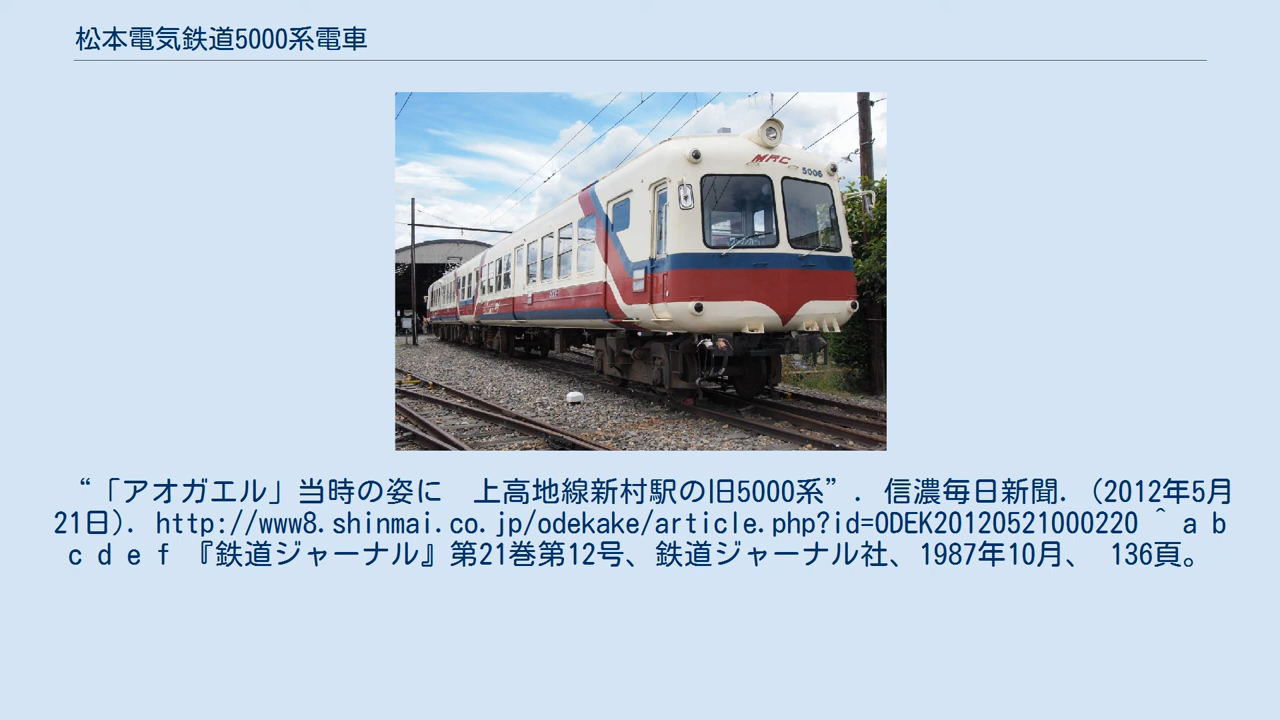 松本電気鉄道5000系電車
MRC
5006
“「アオガエル」当時の姿に　上高地線新村駅の旧5000系”. 信濃毎日新聞. (2012年5月
21日). http://www8.shinmai.co.jp/odekake/article.php?id=ODEK20120521000220 ^ a b
c d e f 『鉄道ジャーナル』第21巻第12号、鉄道ジャーナル社、1987年10月、 136頁。